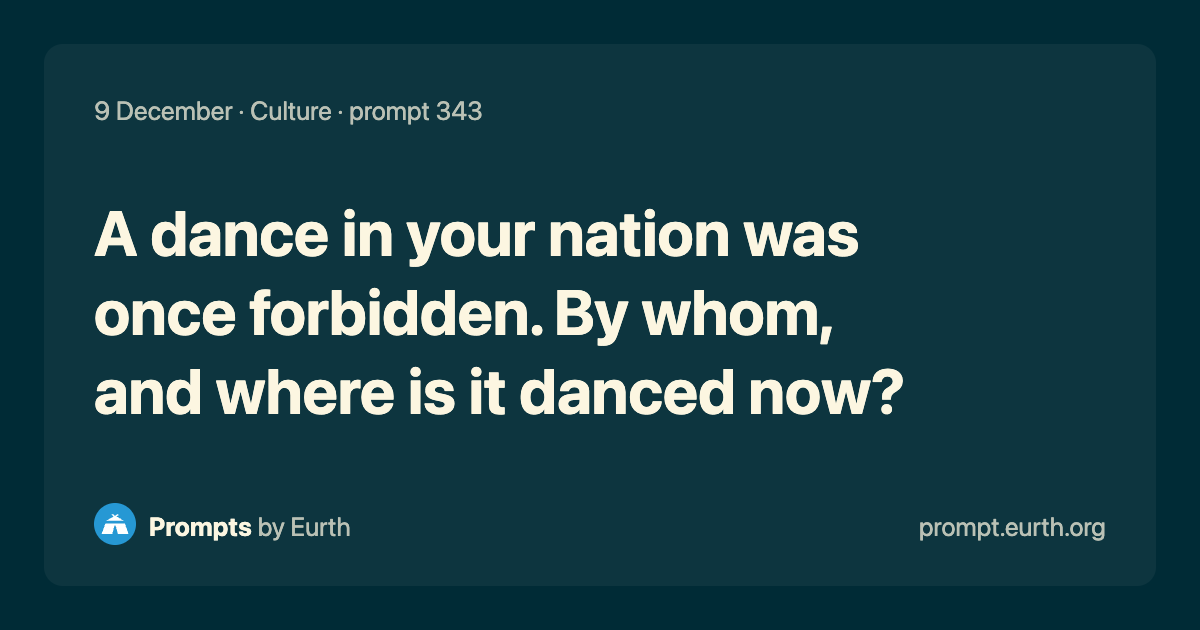 9 December · Culture · prompt 343
A dance in your nation was
once forbidden. By whom,
and where is it danced now?
Prompts by Eurth
prompt.eurth.org